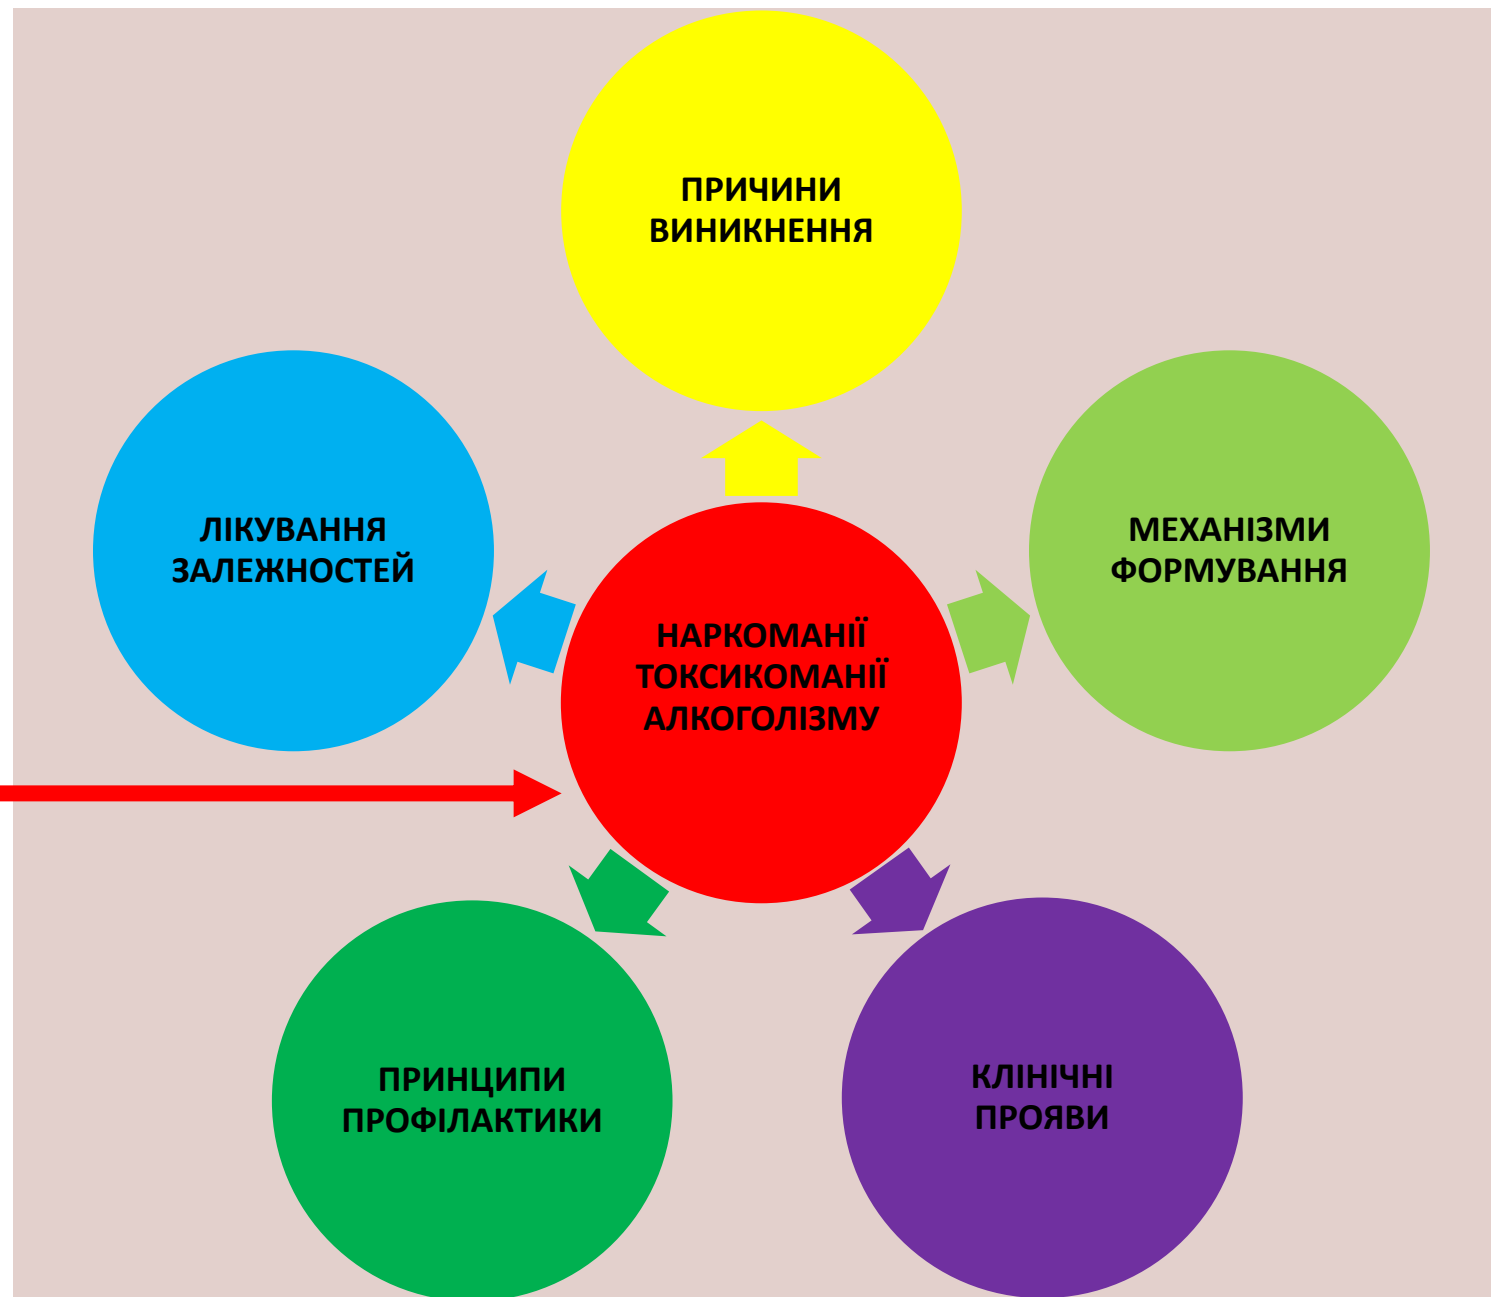 ПРИЧИНИ
ВИНИКНЕННЯ
ЛІКУВАННЯ
ЗАЛЕЖНОСТЕЙ
МЕХАНІЗМИ
ФОРМУВАННЯ
НАРКОМАНІЇ
ТОКСИКОМАНІЇ
АЛКОГОЛІЗМУ
ПРИНЦИПИ
ПРОФІЛАКТИКИ
КЛІНІЧНІ
ПРОЯВИ